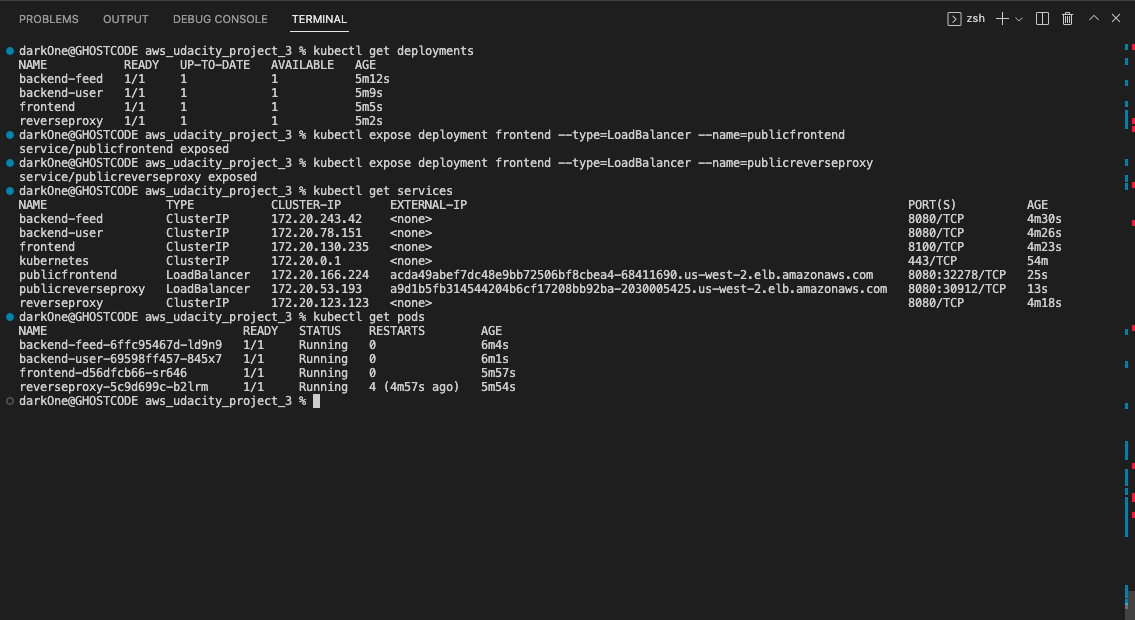 PROBLEMS OUTPUT DEBUG CONSOLE TERMINAL zsh
darkOne@GHOSTCODE aws_udacity_project_3 % kubectl get deployments
NAME READY UP-TO-DATE AVAILABLE AGE
backend-feed 1/1 1 1 5m12s
backend-user 1/1 1 1 5m9s
frontend 1/1 1 1 5m5s
reverseproxy 1/1 1 1 5m2s
darkOne@GHOSTCODE aws_udacity_project_3 % kubectl expose deployment frontend --type=LoadBalancer --name=publicfrontend
service/publicfrontend exposed
darkOne@GHOSTCODE aws_udacity_project_3 % kubectl expose deployment frontend --type=LoadBalancer --name=publicreverseproxy
service/publicreverseproxy exposed
darkOne@GHOSTCODE aws_udacity_project_3 % kubectl get services
NAME TYPE CLUSTER-IP EXTERNAL-IP PORT(S) AGE
backend-feed ClusterIP 172.20.243.42 <none> 8080/TCP 4m30s
backend-user ClusterIP 172.20.78.151 <none> 8080/TCP 4m26s
frontend ClusterIP 172.20.130.235 <none> 8100/TCP 4m23s
kubernetes ClusterIP 172.20.0.1 <none> 443/TCP 54m
publicfrontend LoadBalancer 172.20.166.224 acda49abef7dc48e9bb72506bf8cbea4-68411690.us-west-2.elb.amazonaws.com 8080:32278/TCP 25s
publicreverseproxy LoadBalancer 172.20.53.193 a9d1b5fb314544204b6cf17208bb92ba-2030005425.us-west-2.elb.amazonaws.com 8080:30912/TCP 13s
reverseproxy ClusterIP 172.20.123.123 <none> 8080/TCP 4m18s
darkOne@GHOSTCODE aws_udacity_project_3 % kubectl get pods
NAME READY STATUS RESTARTS AGE
backend-feed-6ffc95467d-ld9n9 1/1 Running 0 6m4s
backend-user-69598ff457-845x7 1/1 Running 0 6m1s
frontend-d56dfcb66-sr646 1/1 Running 0 5m57s
reverseproxy-5c9d699c-b2lrm 1/1 Running 4 (4m57s ago) 5m54s
darkOne@GHOSTCODE aws_udacity_project_3 %